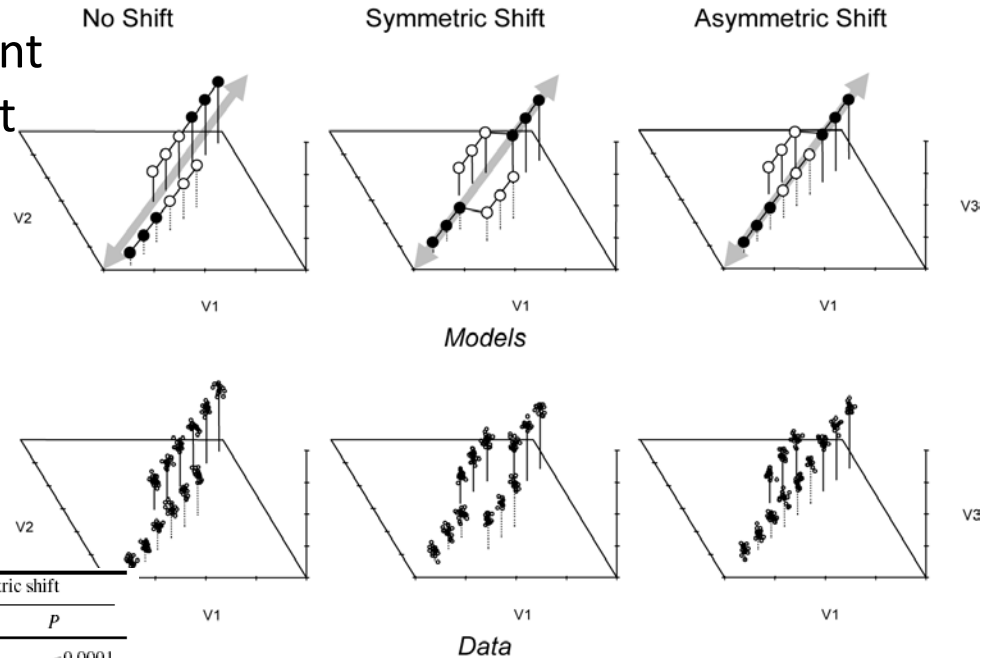 No Shift
Symmetric Shift
Asymmetric Shift
nt
t
V2
V3
V1
V1
V1
Models
V2
V3
V1
V1
V1
Data
tric shift
P